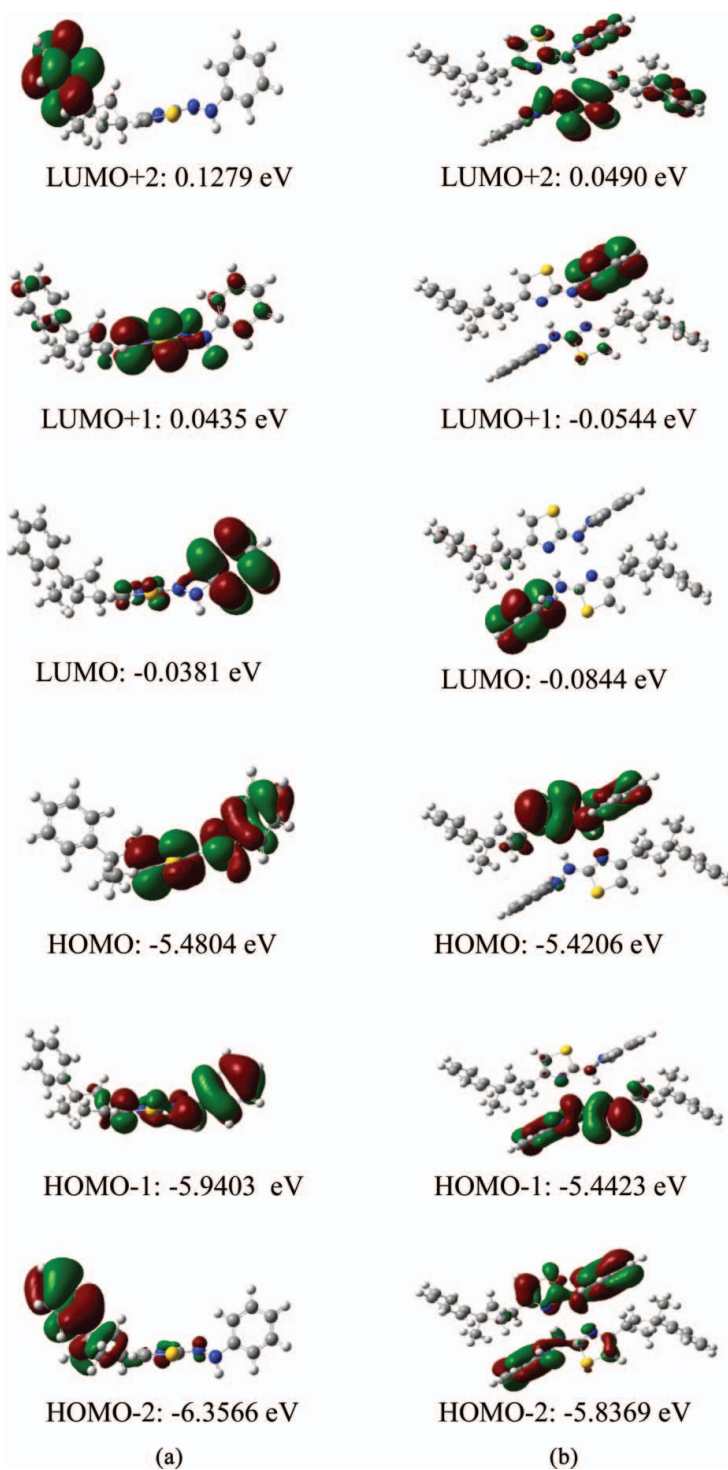 LUMO+2: 0.1279 eV
LUMO+2: 0.0490 eV
LUMO+1: 0.0435 eV
LUMO+1: -0.0544 eV
LUMO: -0.0381 eV
LUMO: -0.0844 eV
HOMO: -5.4804 eV
HOMO: -5.4206 eV
HOMO-1: -5.9403 eV
HOMO-1: -5.4423 eV
HOMO-2: -6.3566 eV
HOMO-2: -5.8369 eV
(a)
(b)